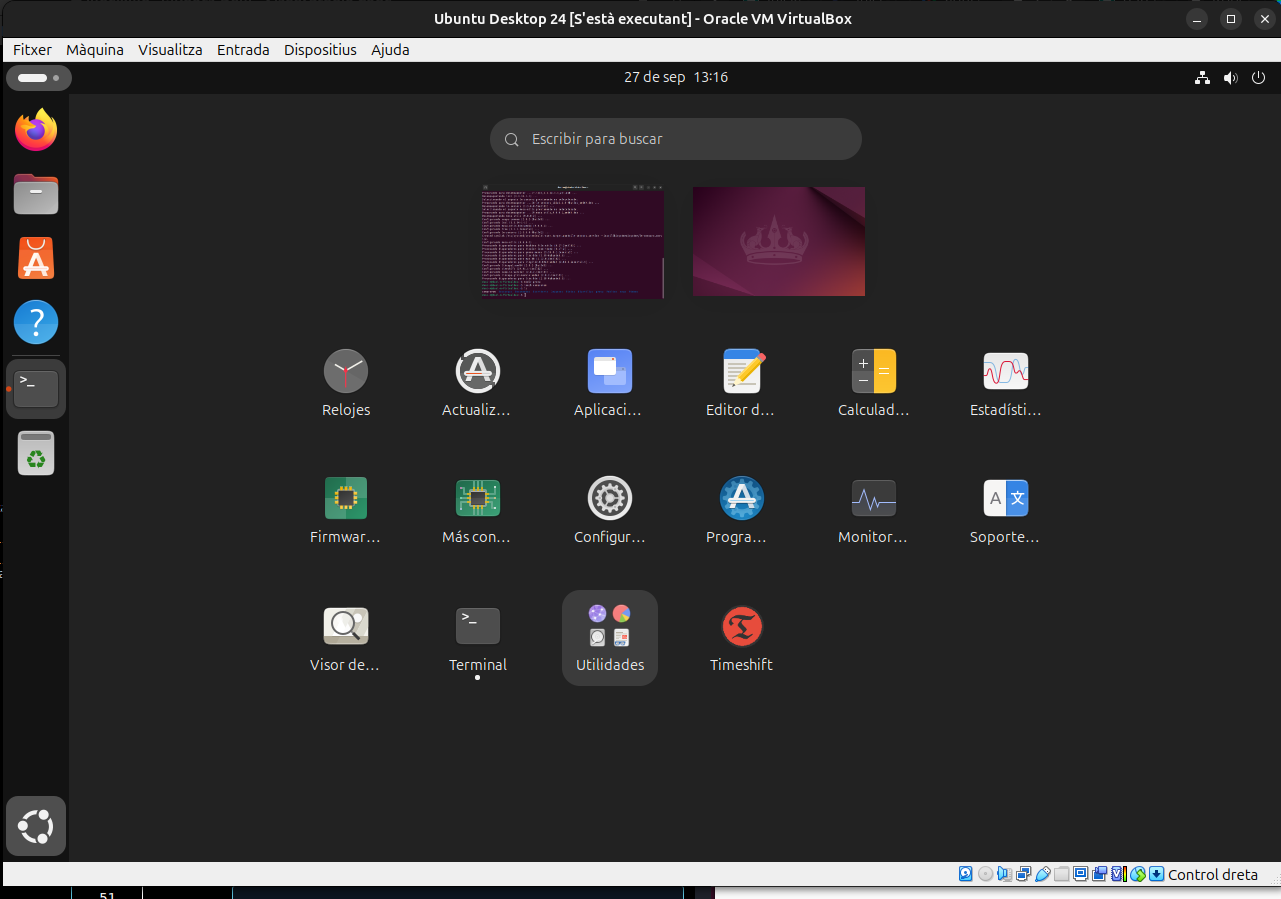 Ubuntu Desktop 24 [S'està executant] - Oracle VM VirtualBox
Fitxer Màquina Visualitza Entrada Dispositius Ajuda
27 de sep 13:16
Escribir para buscar
Relojes Actualiz… Aplicaci… Editor d… Calculad… Estadísti…
Firmwar… Más con… Configur… Progra… Monitor… Soporte…
Visor de… Terminal Utilidades Timeshift
Control dreta
51